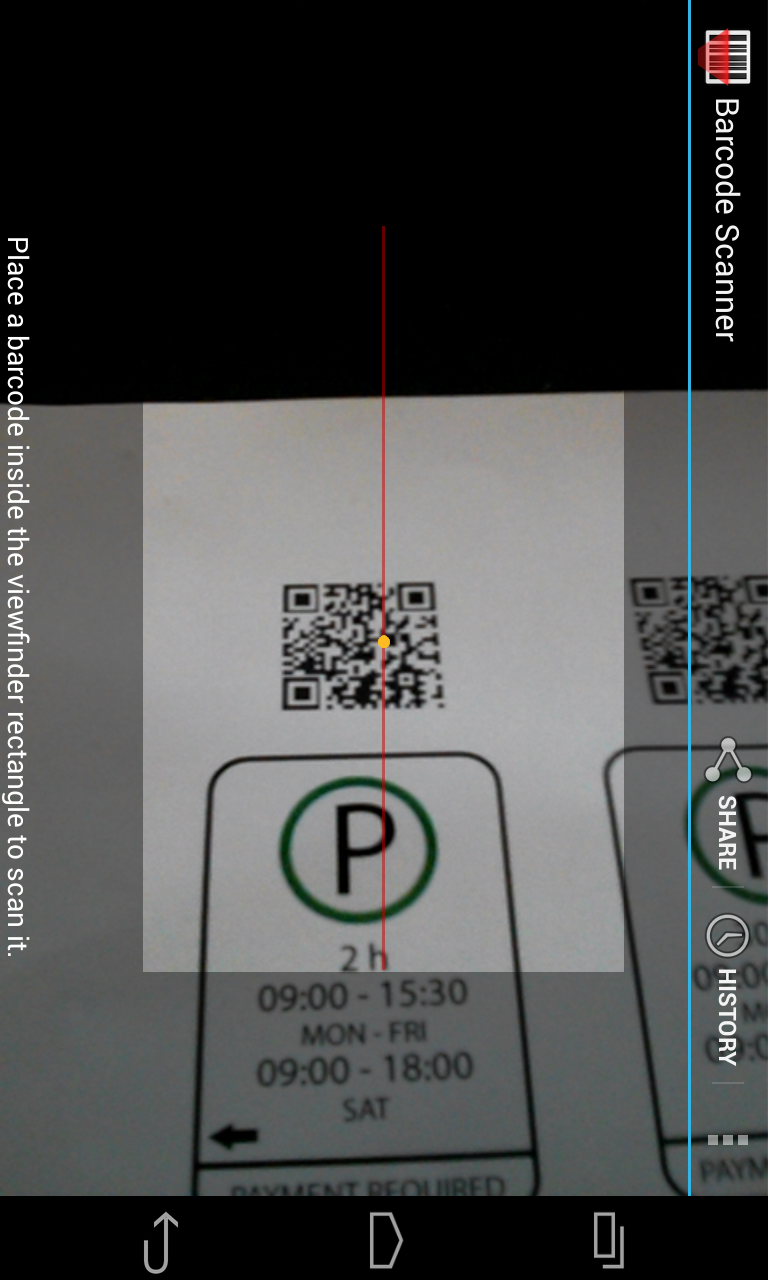 Barcode Scanner
SHARE
HISTORY
Place a barcode inside the viewfinder rectangle to scan it.
P
2 h
09:00 - 15:30
MON - FRI
09:00 - 18:00
SAT
PAYMENT REQUIRED
P